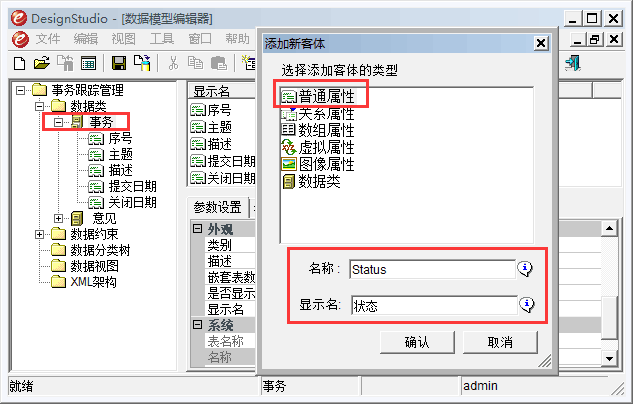 DesignStudio - [数据模型编辑器]
文件 编辑 视图 工具 窗口 帮助
事务跟踪管理
数据类
事务
序号
主题
描述
提交日期
关闭日期
意见
数据约束
数据分类树
数据视图
XML架构
显示名
序号
主题
描述
提交日期
关闭日期
参数设置
外观
类别
描述
嵌套表数
是否显示
显示名
系统
表名称
名称
添加新客体
选择添加客体的类型
普通属性
关系属性
数组属性
虚拟属性
图像属性
数据类
名称: Status
显示名: 状态
确认 取消
就绪 事务 admin